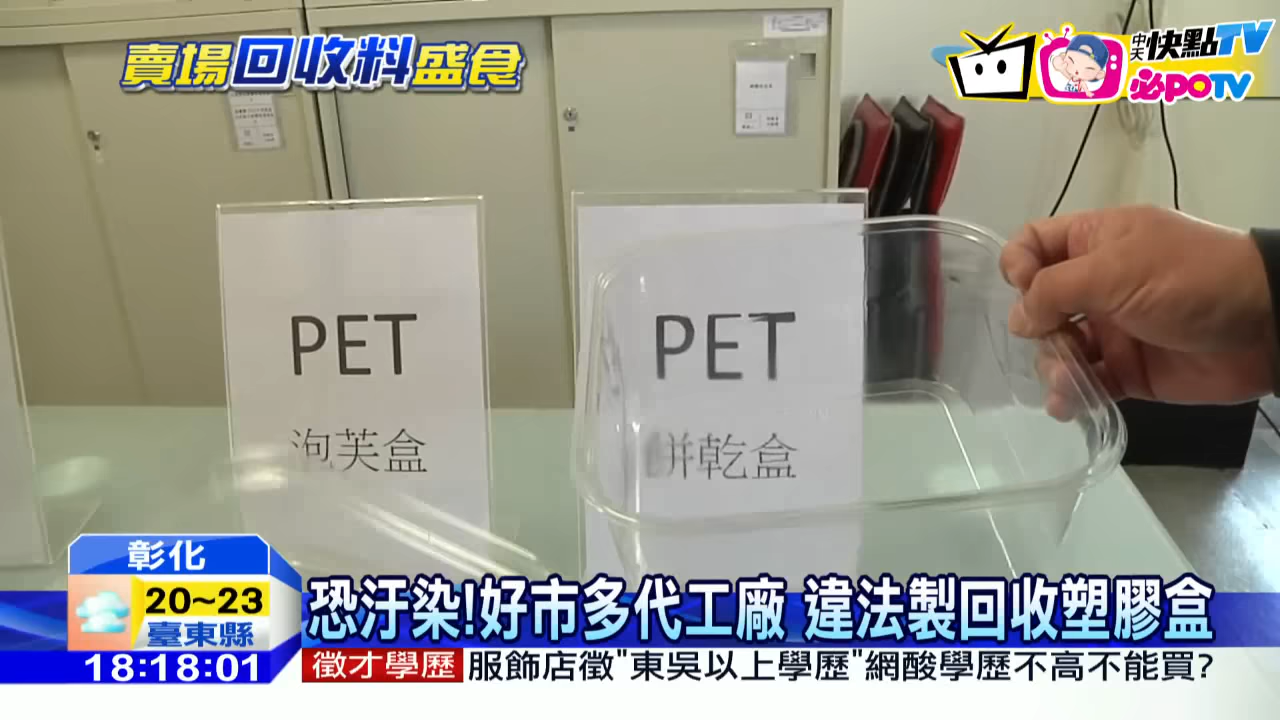 賣場回收料盛食
中天快點TV
必POTV
PET
泡芙盒
PET
餅乾盒
彰化
20~23
臺東縣
18:18:01
恐汙染!好市多代工廠 違法製回收塑膠盒
徵才學歷 服飾店徵"東吳以上學歷"網酸學歷不高不能買?